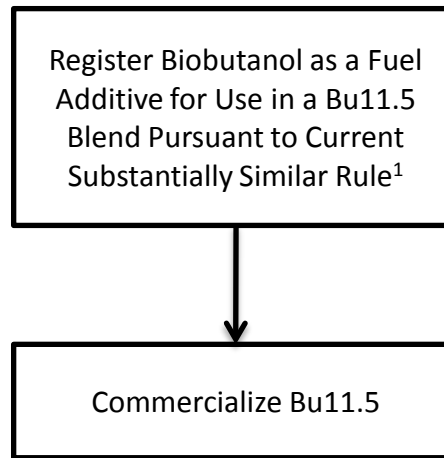 Register Biobutanol as a Fuel
Additive for Use in a Bu11.5
Blend Pursuant to Current
Substantially Similar Rule¹
Commercialize Bu11.5